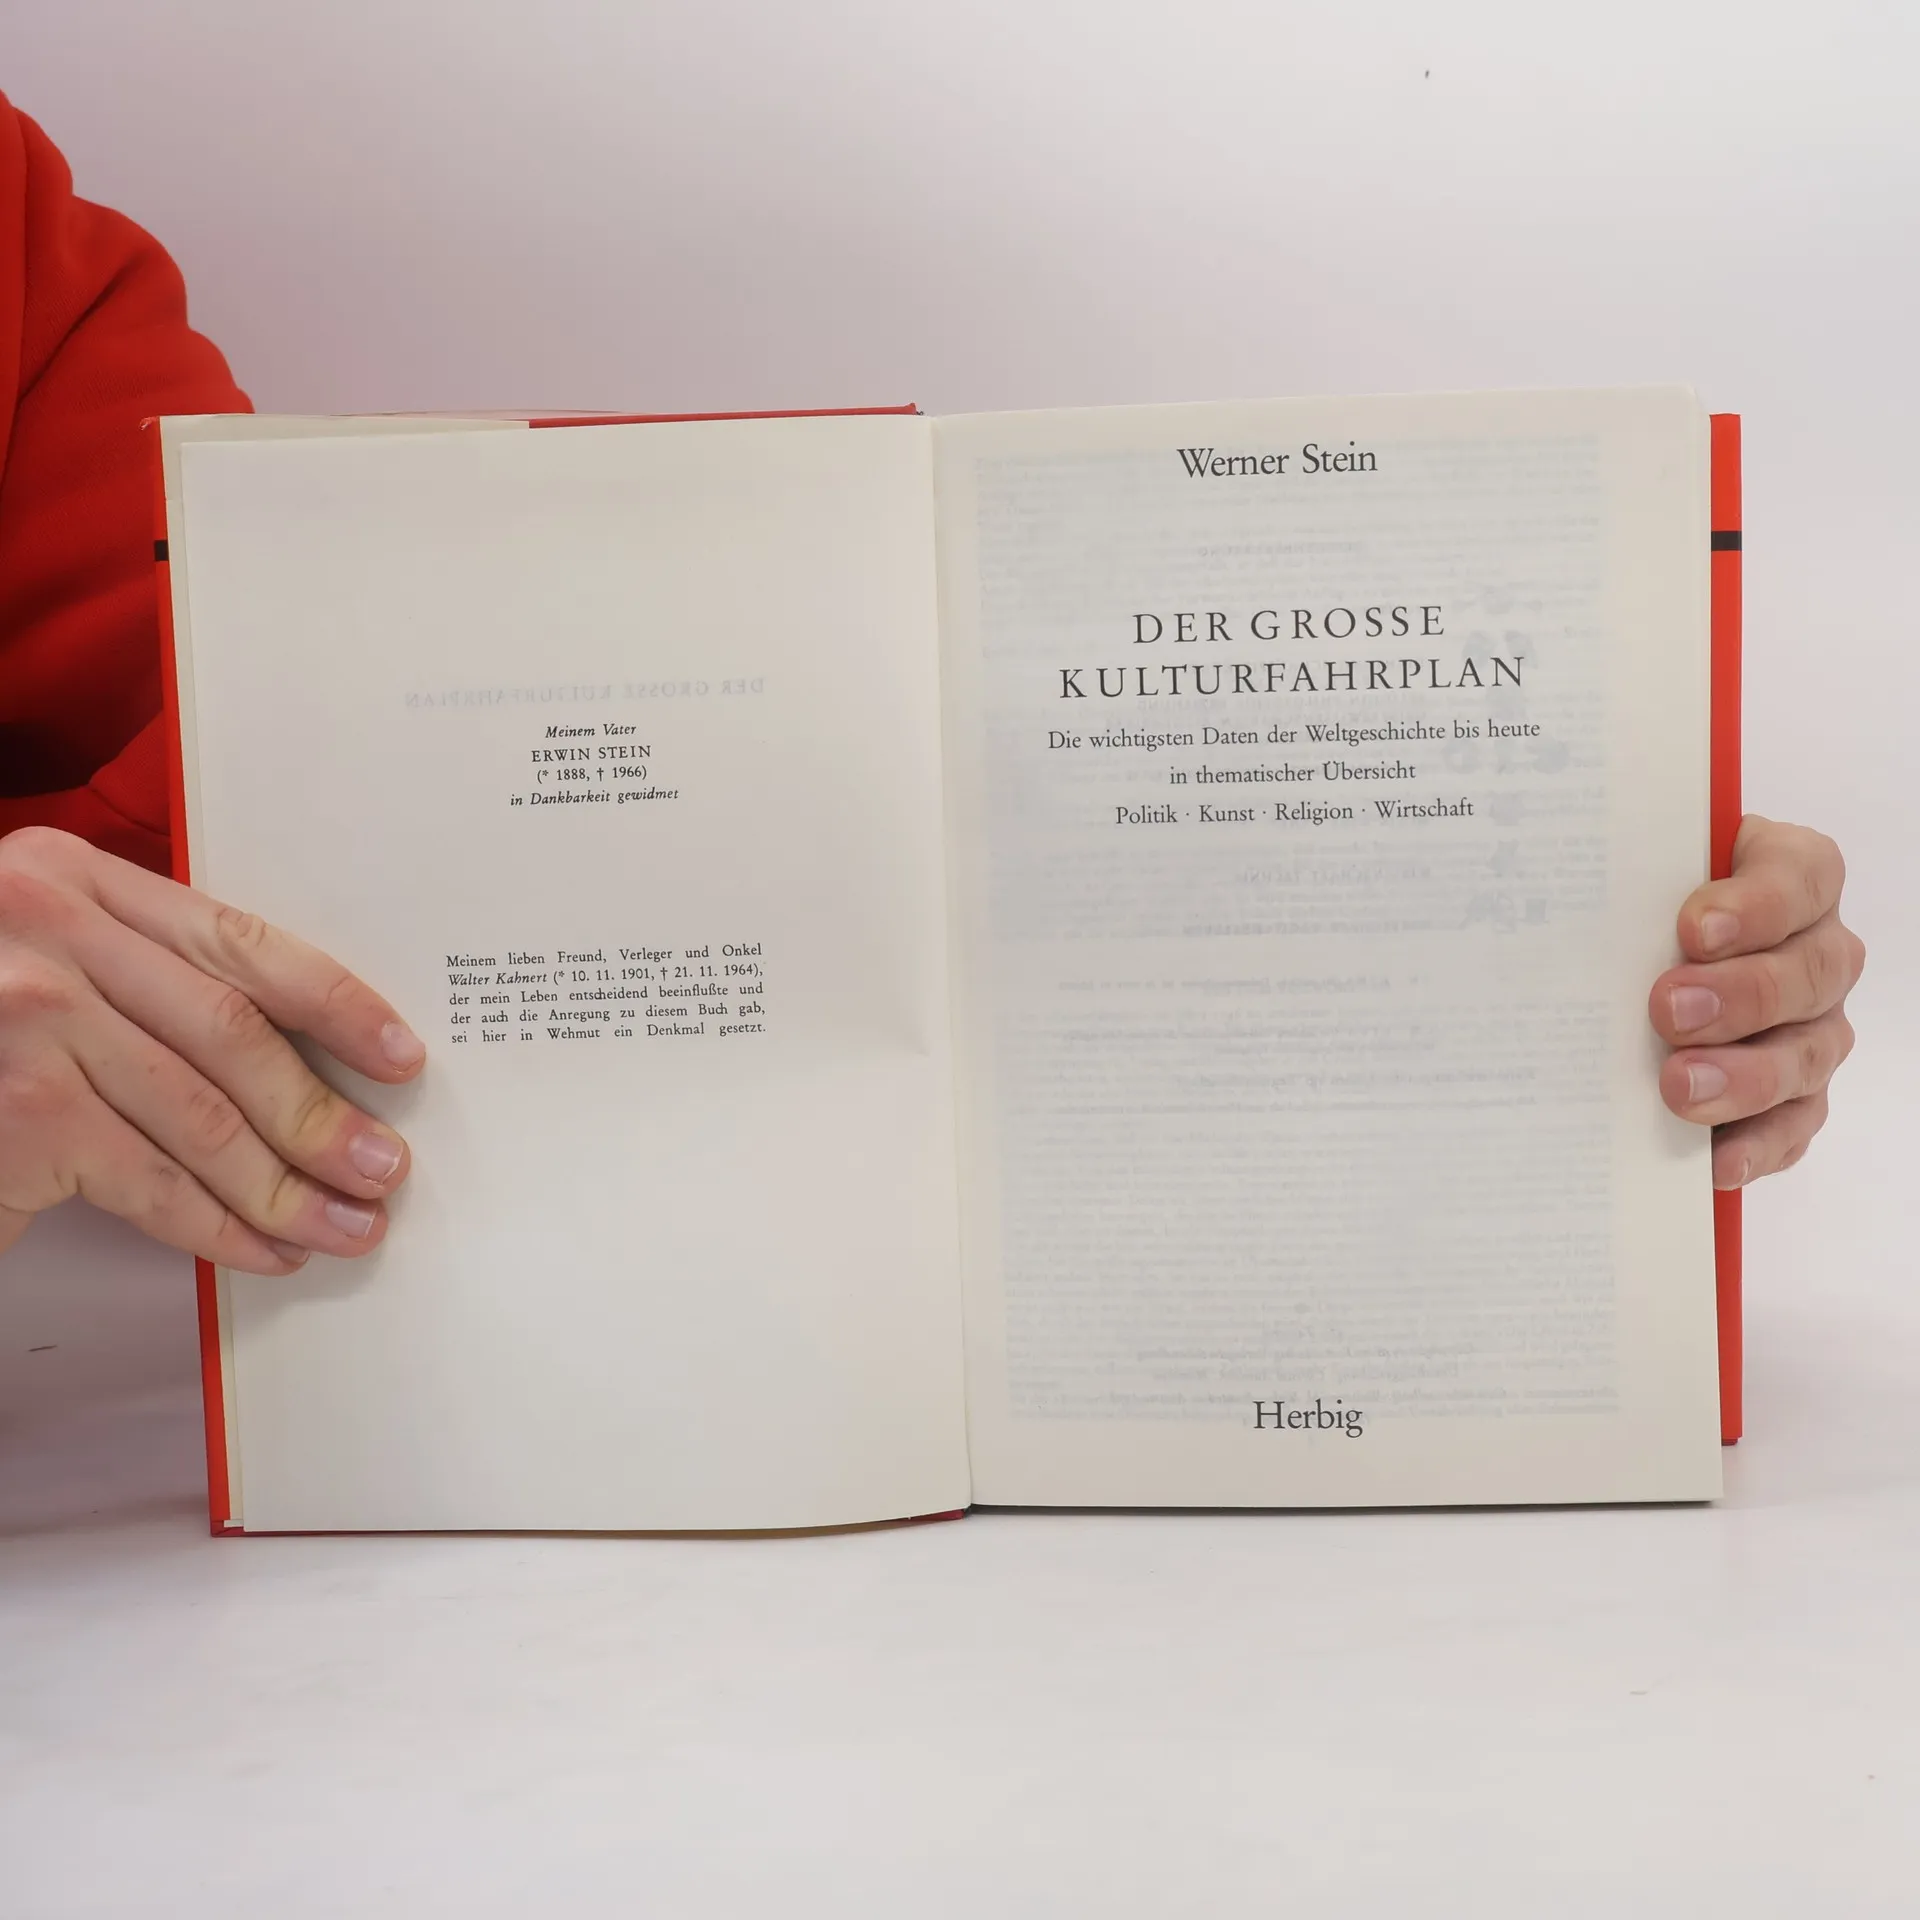 Meinem Vater
ERWIN STEIN
(* 1888, † 1966)
in Dankbarkeit gewidmet
Meinem lieben Freund, Verleger und Onkel
Walter Kahnert (* 10. 11. 1901, † 21. 11. 1964),
der mein Leben entscheidend beeinflußte und
der auch die Anregung zu diesem Buch gab,
sei hier in Wehmut ein Denkmal gesetzt.
Werner Stein
DER GROSSE
KULTURFAHRPLAN
Die wichtigsten Daten der Weltgeschichte bis heute
in thematischer Übersicht
Politik · Kunst · Religion · Wirtschaft
Herbig